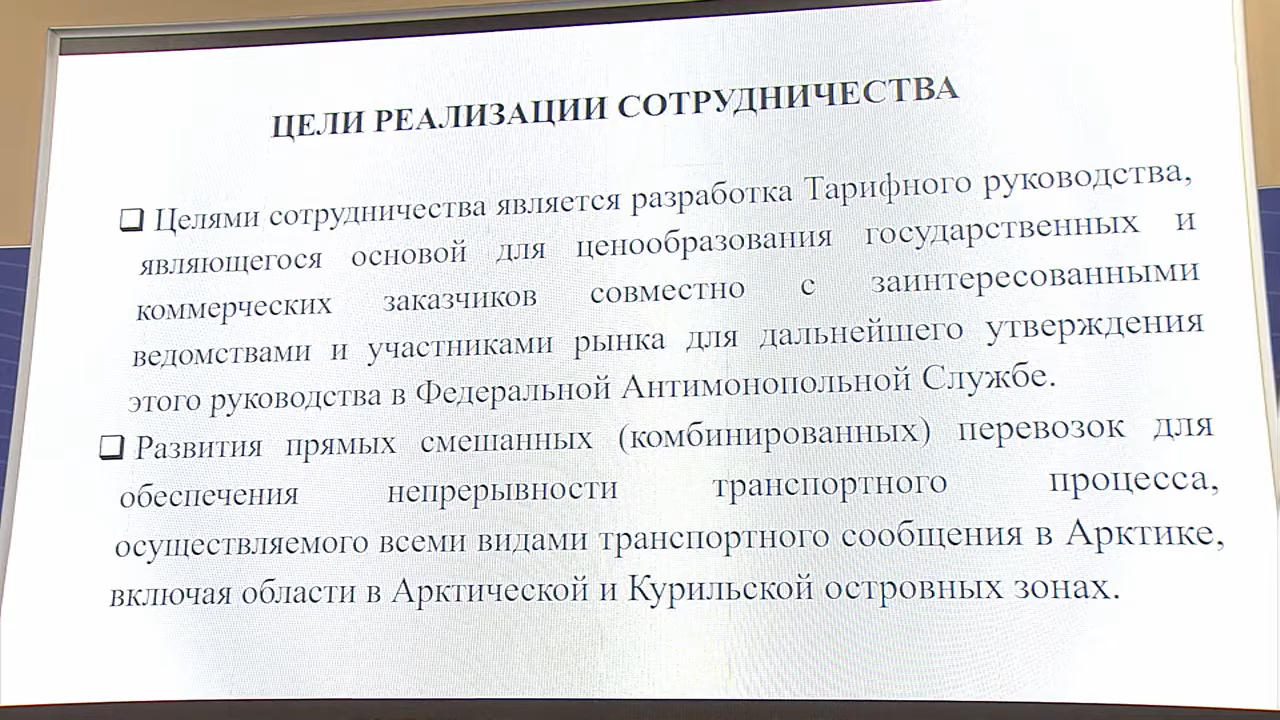 ЦЕЛИ РЕАЛИЗАЦИИ СОТРУДНИЧЕСТВА
❑ Целями сотрудничества является разработка Тарифного руководства,
являющегося основой для ценообразования государственных и
коммерческих заказчиков совместно с заинтересованными
ведомствами и участниками рынка для дальнейшего утверждения
этого руководства в Федеральной Антимонопольной Службе.
❑ Развития прямых смешанных (комбинированных) перевозок для
обеспечения непрерывности транспортного процесса,
осуществляемого всеми видами транспортного сообщения в Арктике,
включая области в Арктической и Курильской островных зонах.